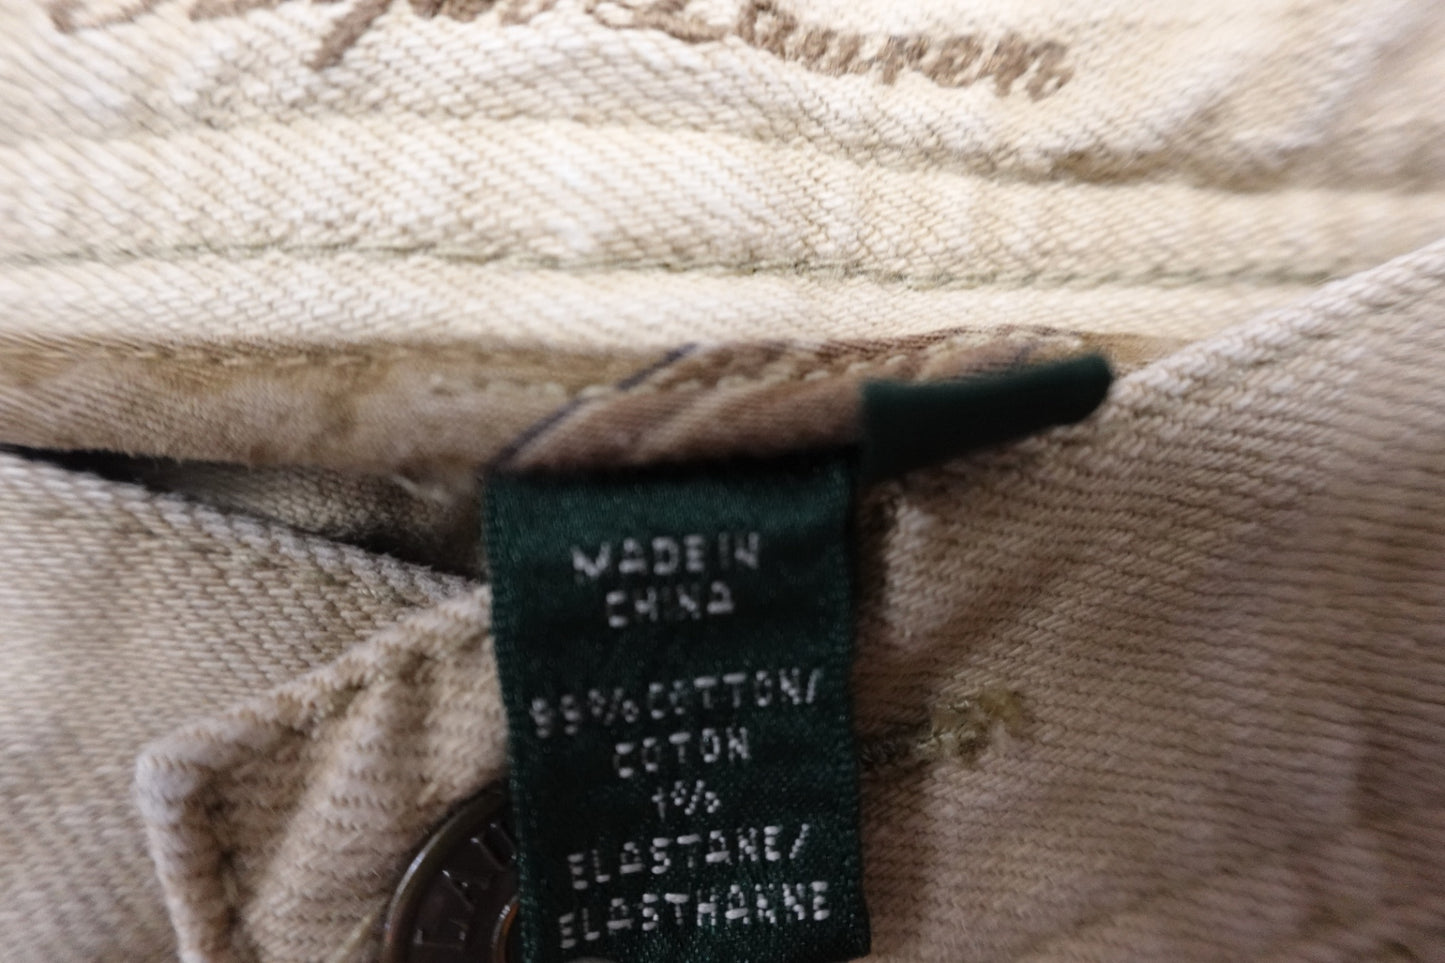 MADE IN
CHINA
99% COTTON/
COTON
1%
ELASTANE/
ELASTHANNE